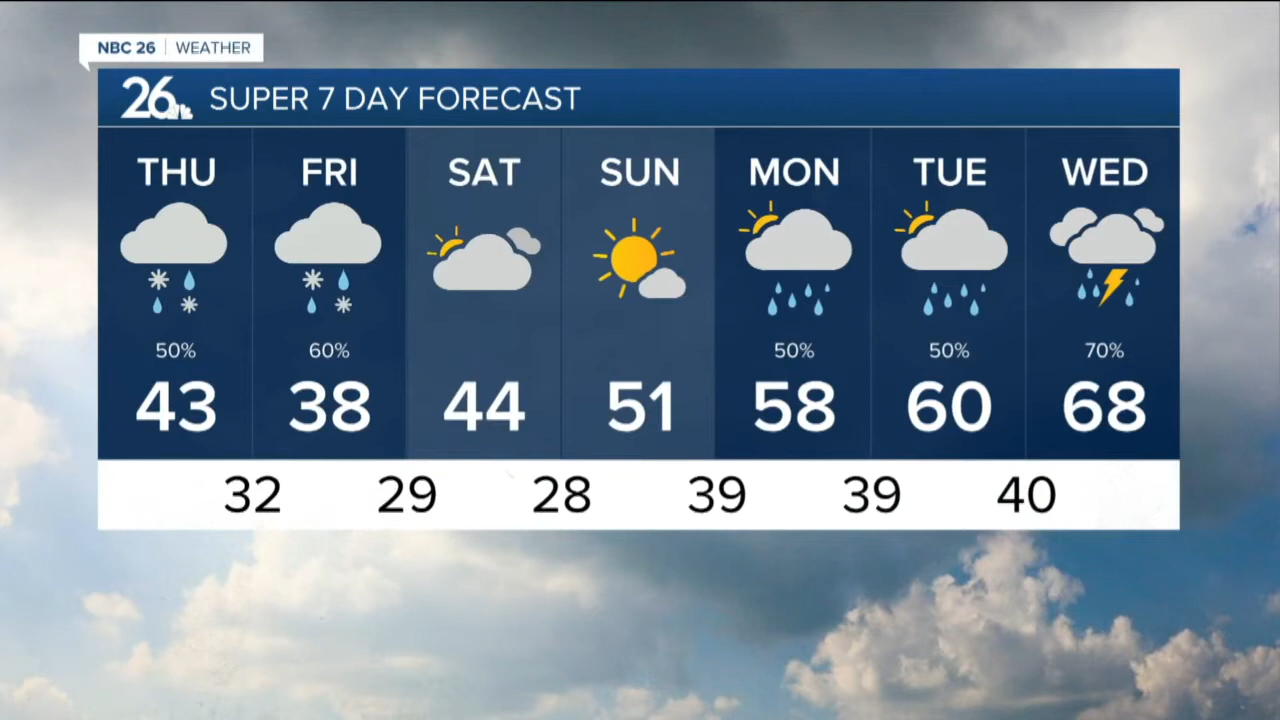 NBC 26 | WEATHER
26 SUPER 7 DAY FORECAST
THU FRI SAT SUN MON TUE WED
50% 60% 50% 50% 70%
43 38 44 51 58 60 68
32 29 28 39 39 40